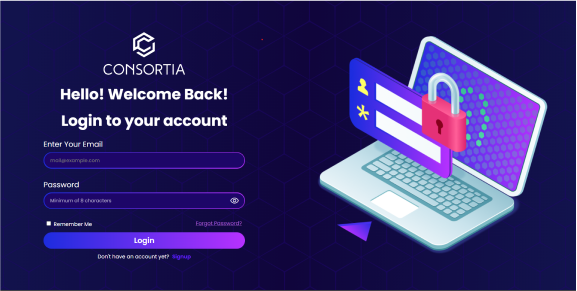 CONSORTIA
Hello! Welcome Back!
Login to your account
Enter Your Email
mail@example.com
Password
Minimum of 8 characters
Remember Me
Forgot Password?
Login
Don't have an account yet? Signup